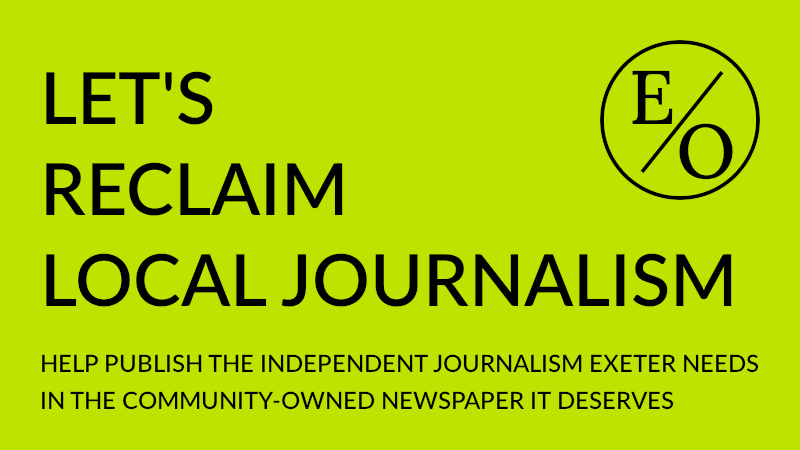 LET'S
RECLAIM
LOCAL JOURNALISM
E/O
HELP PUBLISH THE INDEPENDENT JOURNALISM EXETER NEEDS
IN THE COMMUNITY-OWNED NEWSPAPER IT DESERVES